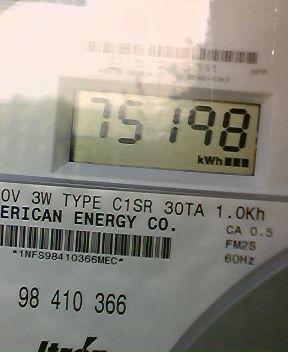 75198
kWh
0V 3W TYPE C1SR 30TA 1.0Kh
ERICAN ENERGY CO.
CA 0.5
FM2S
60Hz
*1NFS98410366MEC*
98 410 366
Itrón